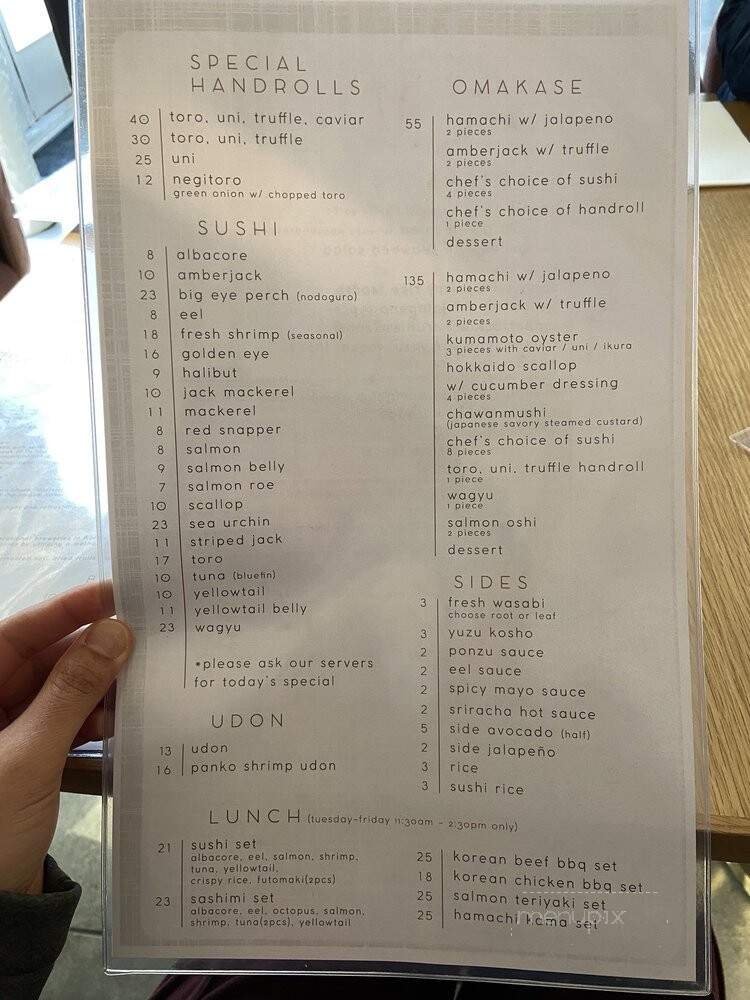 SPECIAL
HANDROLLS
40 toro, uni, truffle, caviar
30 toro, uni, truffle
25 uni
12 negitoro
green onion w/ chopped toro
SUSHI
8 albacore
10 amberjack
23 big eye perch (nodoguro)
8 eel
18 fresh shrimp (seasonal)
16 golden eye
9 halibut
10 jack mackerel
11 mackerel
8 red snapper
8 salmon
9 salmon belly
7 salmon roe
10 scallop
23 sea urchin
11 striped jack
17 toro
10 tuna (bluefin)
10 yellowtail
11 yellowtail belly
23 wagyu
*please ask our servers
for today's special
UDON
13 udon
16 panko shrimp udon
OMAKASE
55 hamachi w/ jalapeno
2 pieces
amberjack w/ truffle
2 pieces
chef's choice of sushi
4 pieces
chef's choice of handroll
1 piece
dessert
135 hamachi w/ jalapeno
2 pieces
amberjack w/ truffle
2 pieces
kumamoto oyster
3 pieces with caviar / uni / ikura
hokkaido scallop
w/ cucumber dressing
4 pieces
chawanmushi
(japanese savory steamed custard)
chef's choice of sushi
8 pieces
toro, uni, truffle handroll
1 piece
wagyu
1 piece
salmon oshi
2 pieces
dessert
SIDES
3 fresh wasabi
choose root or leaf
3 yuzu kosho
2 ponzu sauce
2 eel sauce
2 spicy mayo sauce
2 sriracha hot sauce
5 side avocado (half)
2 side jalapeño
3 rice
3 sushi rice
LUNCH (tuesday-friday 11:30am - 2:30pm only)
21 sushi set
albacore, eel, salmon, shrimp,
tuna, yellowtail,
crispy rice, futomaki(2pcs)
23 sashimi set
albacore, eel, octopus, salmon,
shrimp, tuna(2pcs), yellowtail
25 korean beef bbq set
18 korean chicken bbq set
25 salmon teriyaki set
25 hamachi kama set
menupix